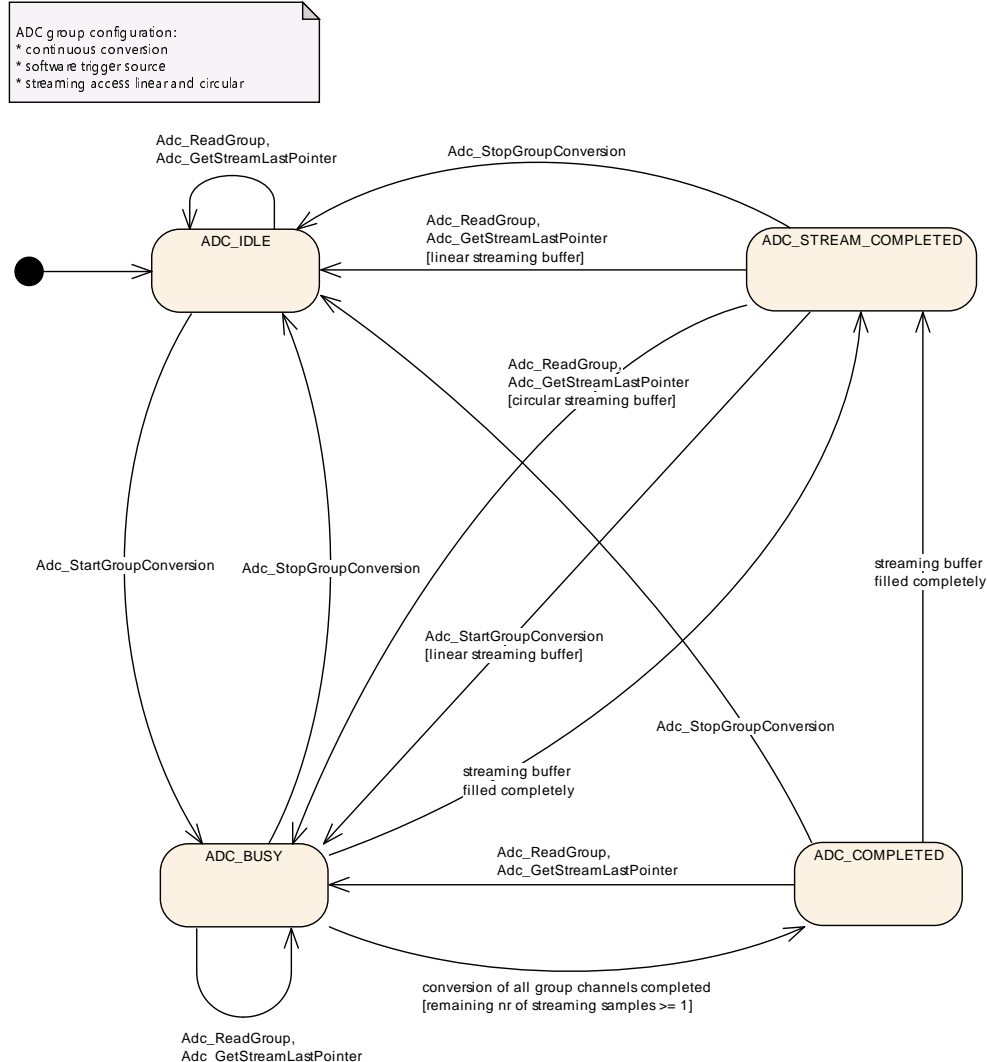 ADC group configuration:
* continuous conversion
* software trigger source
* streaming access linear and circular
Adc_ReadGroup,
Adc_GetStreamLastPointer
Adc_StopGroupConversion
Adc_ReadGroup,
Adc_GetStreamLastPointer
[linear streaming buffer]
ADC_IDLE
ADC_STREAM_COMPLETED
Adc_ReadGroup,
Adc_GetStreamLastPointer
[circular streaming buffer]
Adc_StartGroupConversion
Adc_StopGroupConversion
streaming buffer
filled completely
Adc_StartGroupConversion
[linear streaming buffer]
Adc_StopGroupConversion
streaming buffer
filled completely
ADC_BUSY
Adc_ReadGroup,
Adc_GetStreamLastPointer
ADC_COMPLETED
conversion of all group channels completed
[remaining nr of streaming samples >= 1]
Adc_ReadGroup,
Adc_GetStreamLastPointer